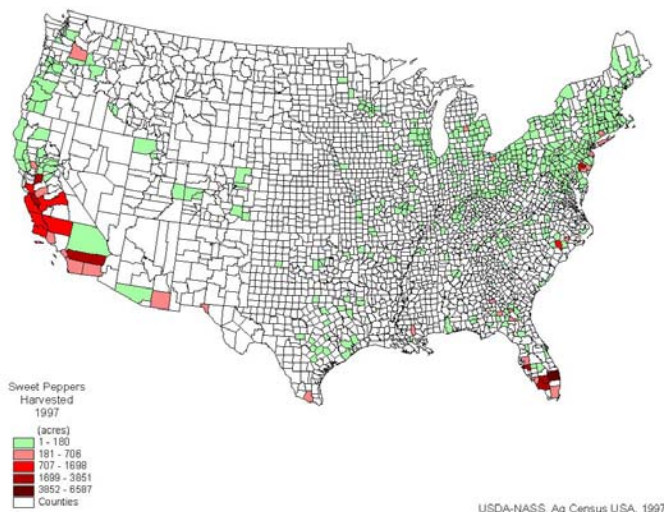 Sweet Peppers
Harvested
1997
(acres)
1 - 180
181 - 706
707 - 1698
1699 - 3851
3852 - 6587
Counties
USDA-NASS, Ag Census USA, 1997